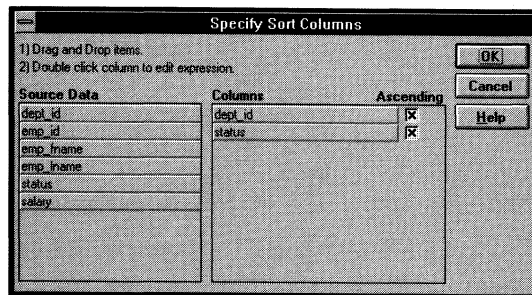 Specify Sort Columns
1) Drag and Drop items.
2) Double click column to edit expression.
OK
Cancel
Help
Source Data
dept_id
emp_id
emp_fname
emp_lname
status
salary
Columns Ascending
dept_id
status